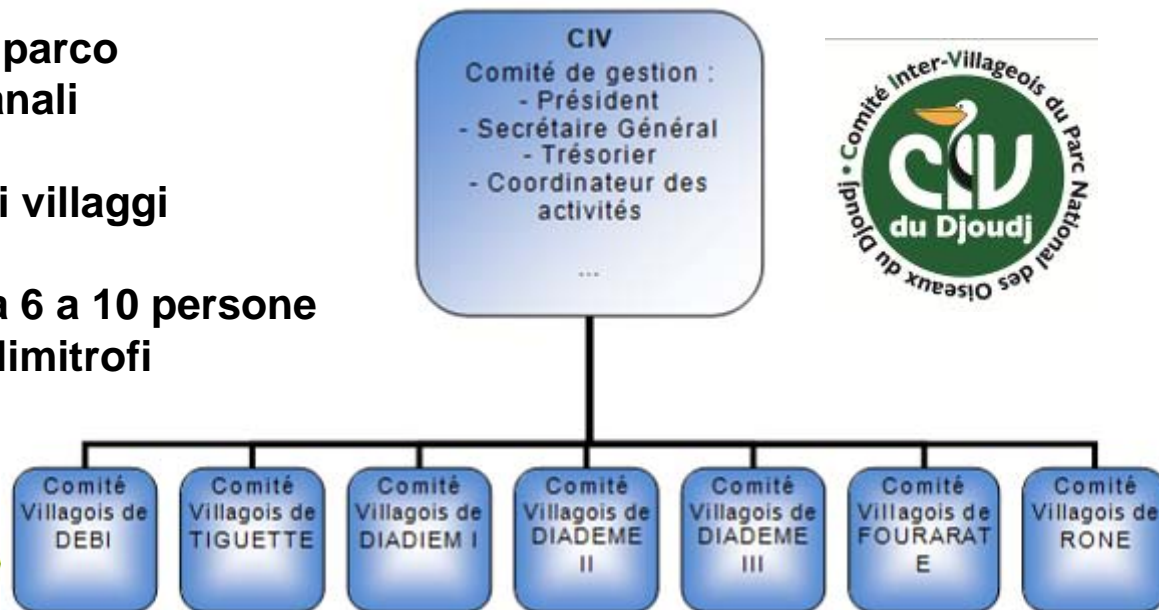 parco
anali
i villaggi
a 6 a 10 persone
limitrofi
CIV
Comité de gestion :
- Président
- Secrétaire Général
- Trésorier
- Coordinateur des
activités
...
Comité Inter-Villageois du Parc National des Oiseaux du Djoudj •
CIV
du Djoudj
Comité
Villagois de
DEBI
Comité
Villagois de
TIGUETTE
Comité
Villagois de
DIADIEM I
Comité
Villagois de
DIADEME
II
Comité
Villagois de
DIADEME
III
Comité
Villagois de
FOURARAT
E
Comité
Villagois de
RONE